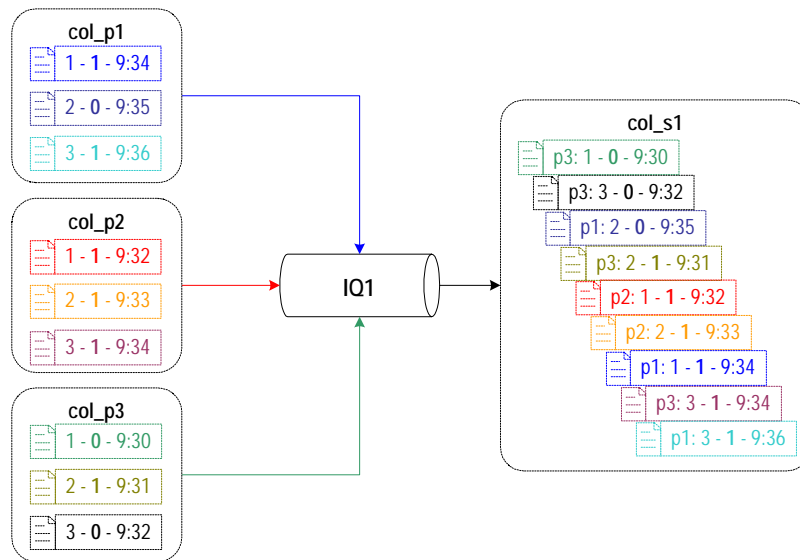 col_p1
1 - 1 - 9:34
2 - 0 - 9:35
3 - 1 - 9:36
col_p2
1 - 1 - 9:32
2 - 1 - 9:33
3 - 1 - 9:34
col_p3
1 - 0 - 9:30
2 - 1 - 9:31
3 - 0 - 9:32
IQ1
col_s1
p3: 1 - 0 - 9:30
p3: 3 - 0 - 9:32
p1: 2 - 0 - 9:35
p3: 2 - 1 - 9:31
p2: 1 - 1 - 9:32
p2: 2 - 1 - 9:33
p1: 1 - 1 - 9:34
p3: 3 - 1 - 9:34
p1: 3 - 1 - 9:36